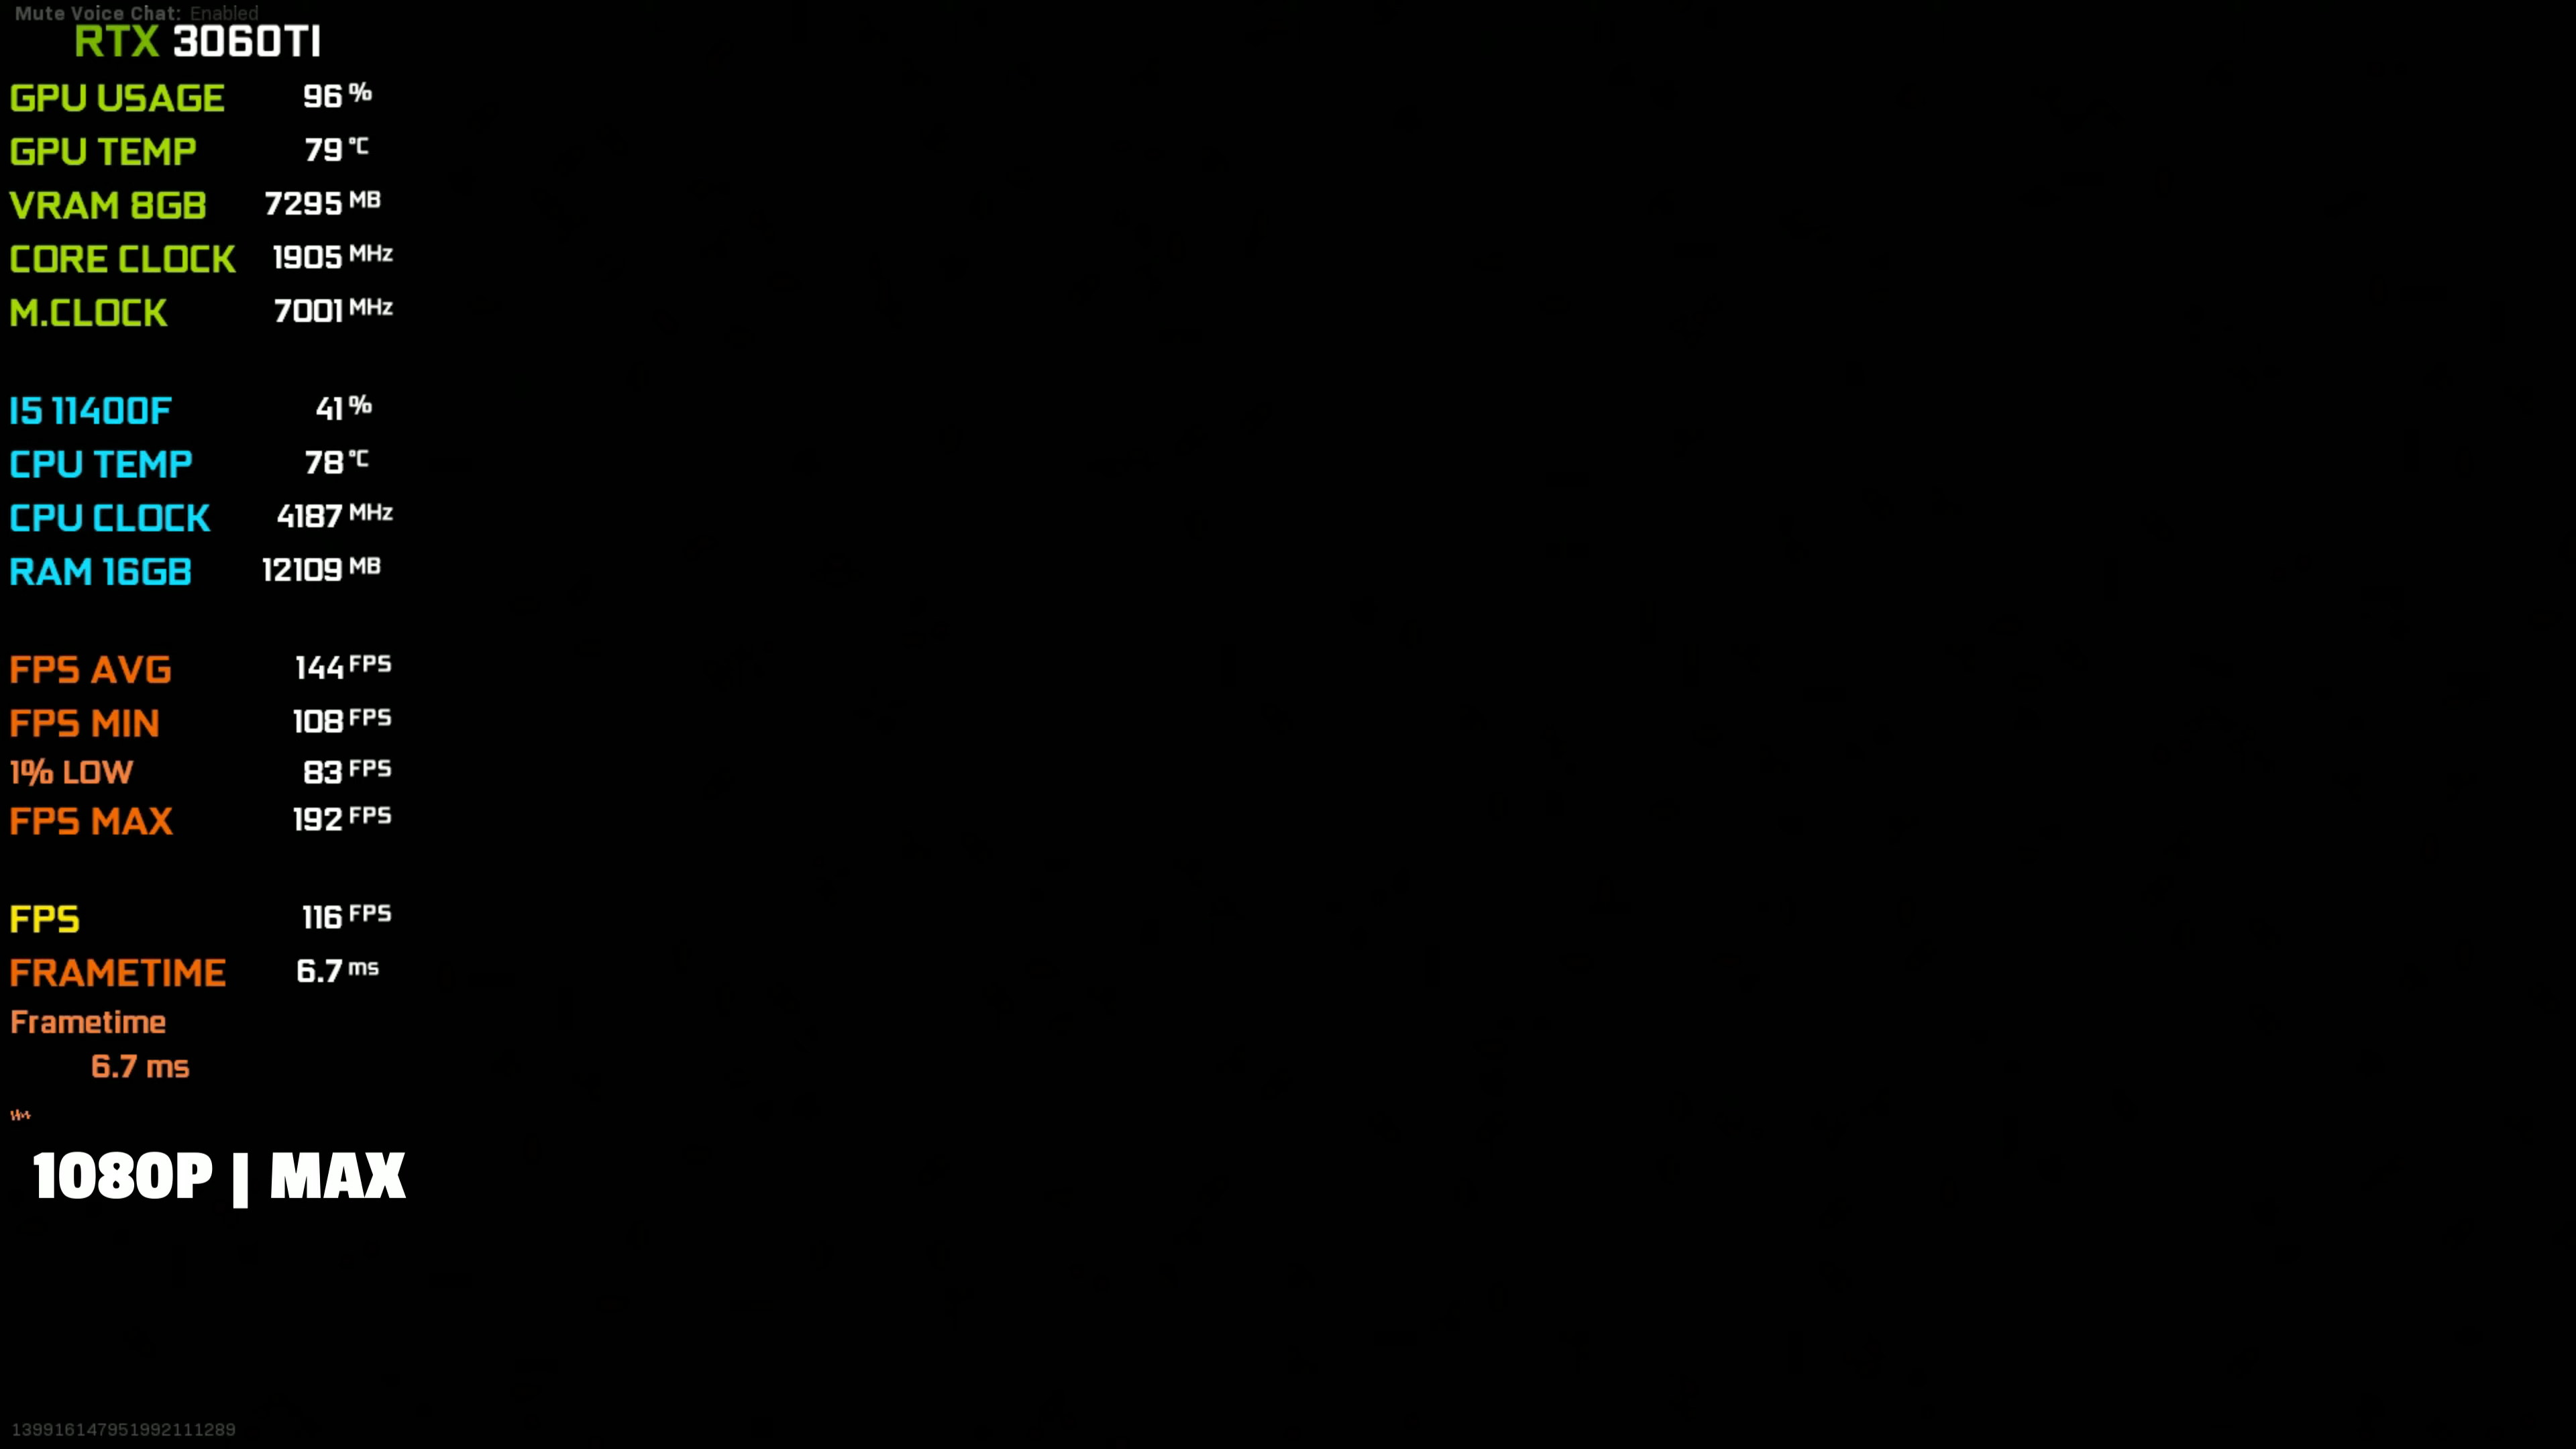 Mute Voice Chat: Enabled
RTX 3060TI
GPU USAGE 96 %
GPU TEMP 79 °C
VRAM 8GB 7295 MB
CORE CLOCK 1905 MHz
M.CLOCK 7001 MHz
I5 11400F 41 %
CPU TEMP 78 °C
CPU CLOCK 4187 MHz
RAM 16GB 12109 MB
FPS AVG 144 FPS
FPS MIN 108 FPS
1% LOW 83 FPS
FPS MAX 192 FPS
FPS 116 FPS
FRAMETIME 6.7 ms
Frametime
6.7 ms
1080P | MAX
139916147951992111289